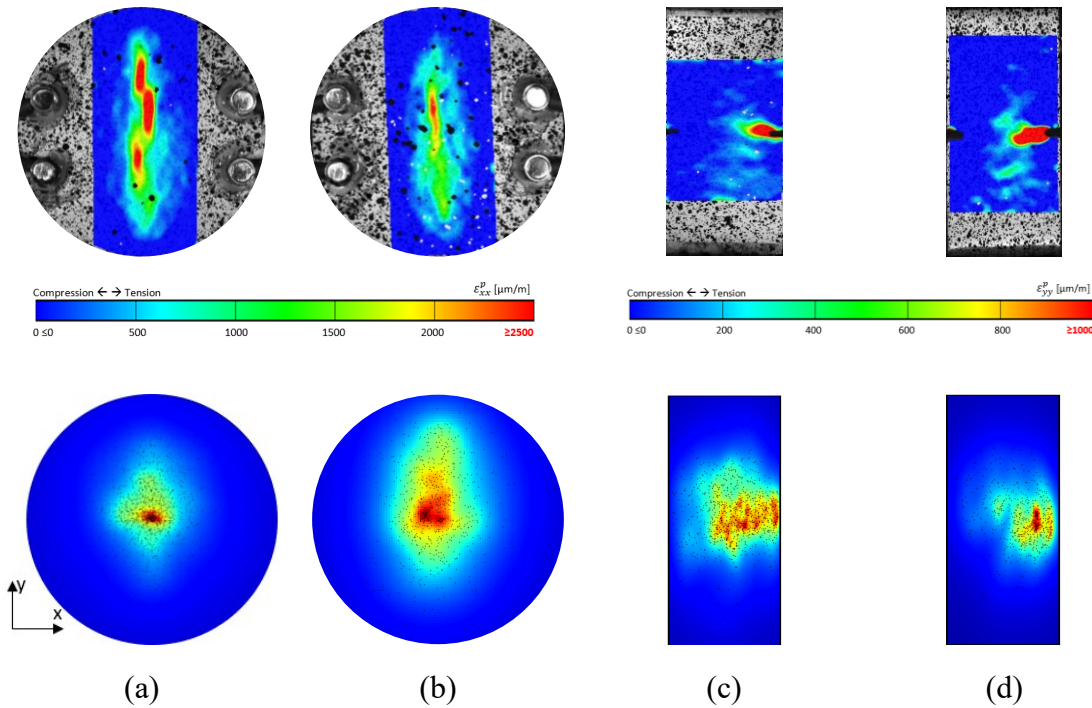 Compression ← → Tension ε^p_xx [μm/m]
0 ≤0 500 1000 1500 2000 ≥2500
Compression ← → Tension ε^p_yy [μm/m]
0 ≤0 200 400 600 800 ≥1000
y
x
(a) (b) (c) (d)